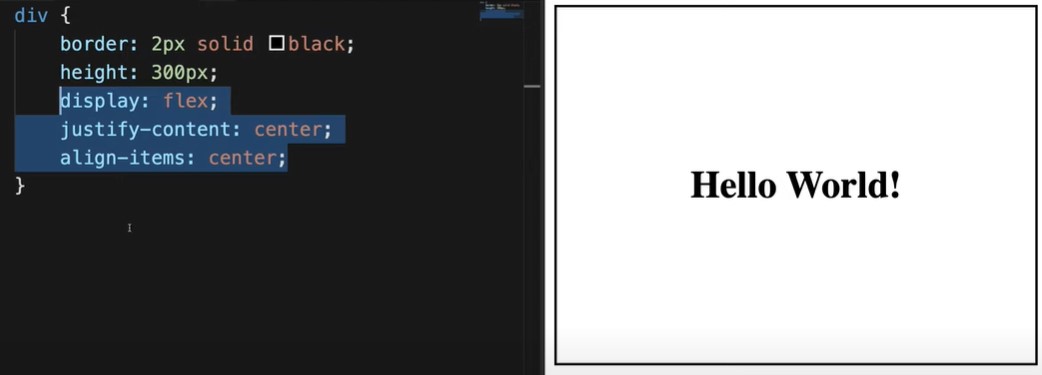 div {
border: 2px solid black;
height: 300px;
display: flex;
justify-content: center;
align-items: center;
}
Hello World!